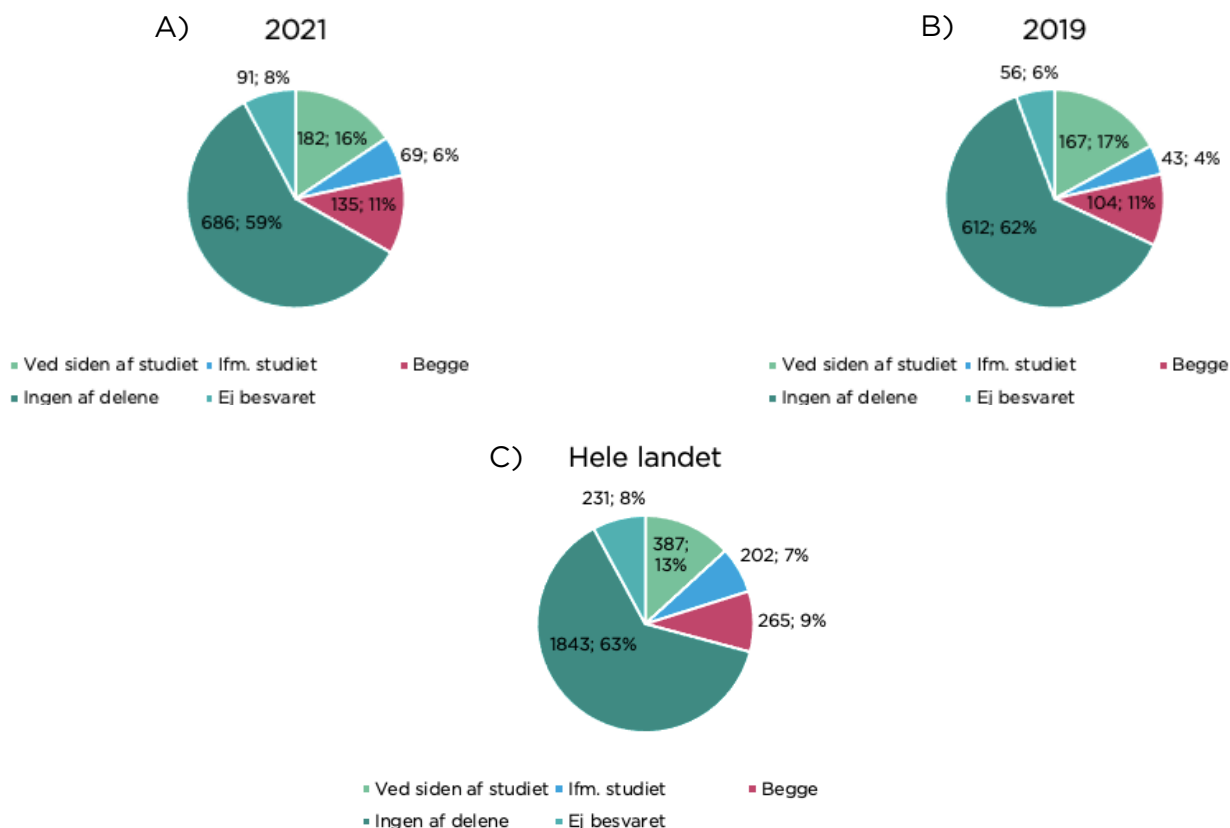 A) 2021
91; 8%
182; 16%
69; 6%
135; 11%
686; 59%
Ved siden af studiet Ifm. studiet Begge
Ingen af delene Ej besvaret
B) 2019
56; 6%
167; 17%
43; 4%
104; 11%
612; 62%
Ved siden af studiet Ifm. studiet Begge
Ingen af delene Ej besvaret
C) Hele landet
231; 8%
387;
13%
202; 7%
265; 9%
1843; 63%
Ved siden af studiet Ifm. studiet Begge
Ingen af delene Ej besvaret